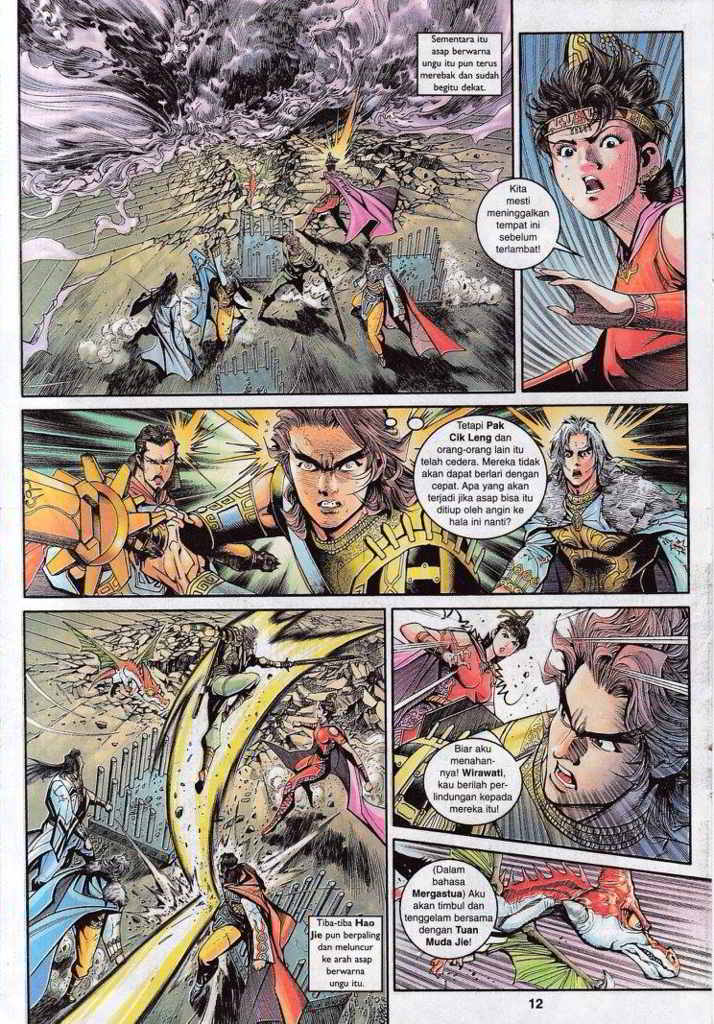 Sementara itu
asap berwarna
ungu itu pun terus
merebak dan sudah
begitu dekat.
Kita
mesti
meninggalkan
tempat ini
sebelum
terlambat!
Tetapi Pak
Cik Leng dan
orang-orang lain itu
telah cedera. Mereka tidak
akan dapat berlari dengan
cepat. Apa yang akan
terjadi jika asap bisa itu
ditiup oleh angin ke
hala ini nanti?
Tiba-tiba Hao
Jie pun berpaling
dan meluncur
ke arah asap
berwarna
ungu itu.
Biar aku
menahan-
nya! Wirawati,
kau berilah per-
lindungan kepada
mereka itu!
(Dalam
bahasa
Mergastua) Aku
akan timbul dan
tenggelam bersama
dengan Tuan
Muda Jie!
12